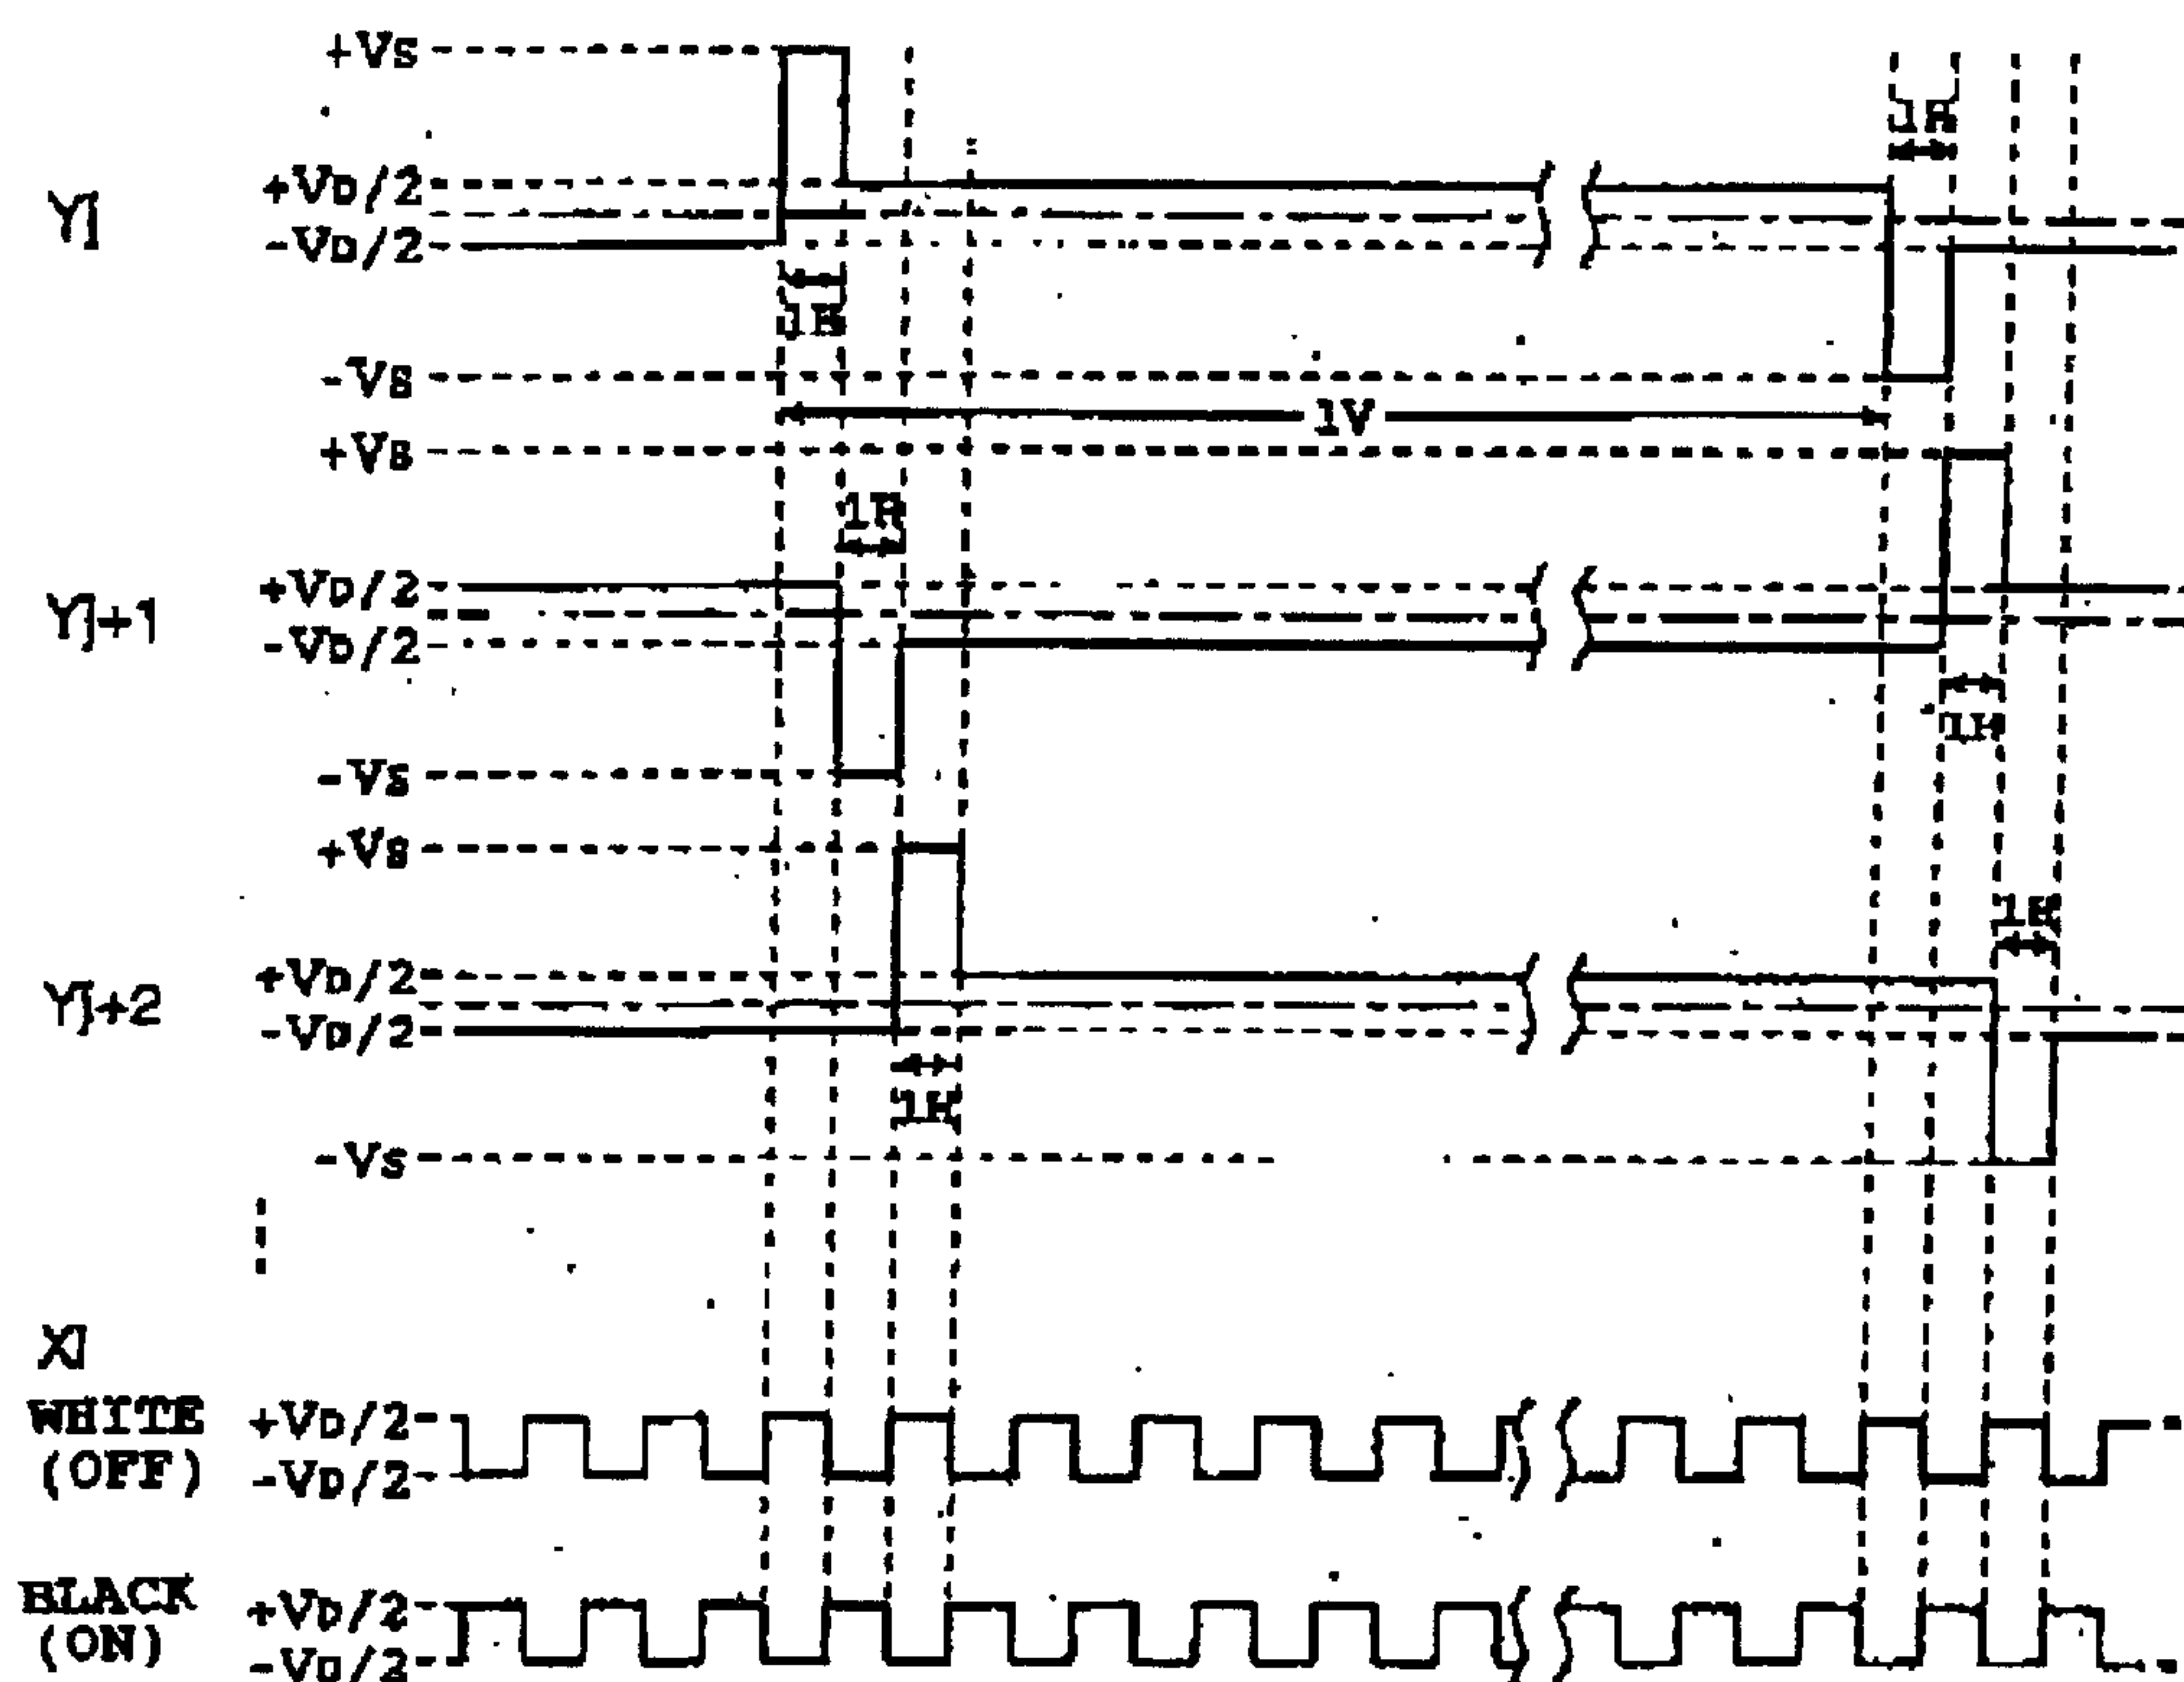 +Vs
1H
+VD/2
Yj
-VD/2
1H
-Vs
1V
+Vs
1H
+VD/2
Yj+1
-VD/2
1H
-Vs
+Vs
1H
+VD/2
Yj+2
-VD/2
1H
-Vs
Xi
WHITE +VD/2
(OFF) -VD/2
BLACK +VD/2
(ON) -VD/2